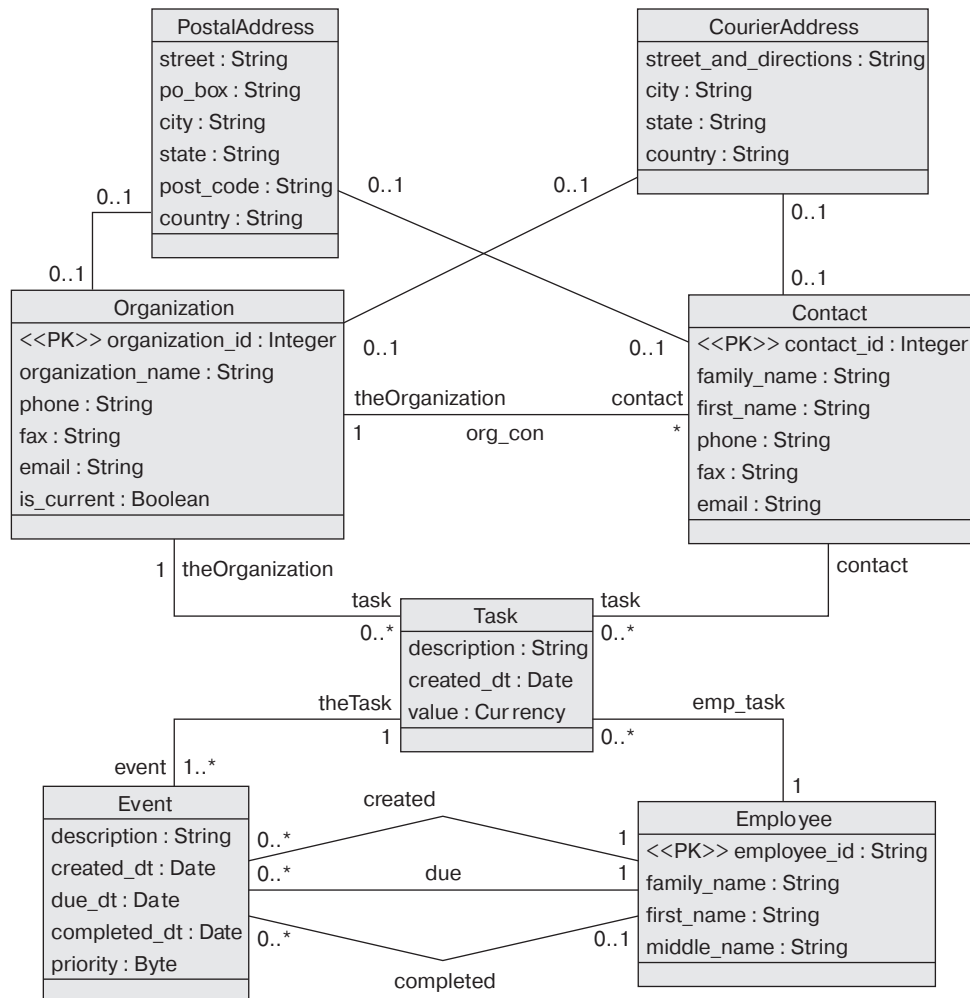 PostalAddress
street : String
po_box : String
city : String
state : String
post_code : String
country : String
CourierAddress
street_and_directions : String
city : String
state : String
country : String
0..1
0..1
0..1
0..1
0..1
0..1
0..1
0..1
Organization
<<PK>> organization_id : Integer
organization_name : String
phone : String
fax : String
email : String
is_current : Boolean
theOrganization
contact
1
org_con
*
Contact
<<PK>> contact_id : Integer
family_name : String
first_name : String
phone : String
fax : String
email : String
1
theOrganization
contact
task
0..*
task
0..*
Task
description : String
created_dt : Date
value : Currency
theTask
1
emp_task
0..*
event
1..*
1
Event
description : String
created_dt : Date
due_dt : Date
completed_dt : Date
priority : Byte
created
0..*
1
0..*
due
1
0..*
0..1
completed
Employee
<<PK>> employee_id : String
family_name : String
first_name : String
middle_name : String